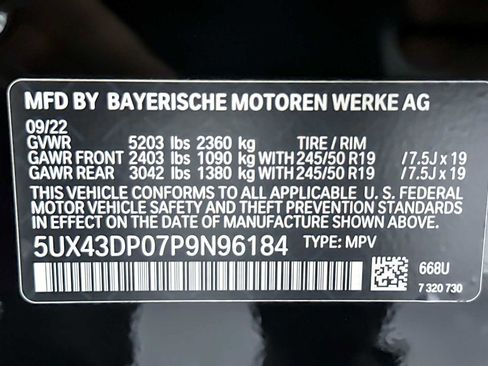 MFD BY BAYERISCHE MOTOREN WERKE AG
09/22
GVWR 5203 lbs 2360 kg TIRE / RIM
GAWR FRONT 2403 lbs 1090 kg WITH 245/50 R19 /7.5J x 19
GAWR REAR 3042 lbs 1380 kg WITH 245/50 R19 /7.5J x 19
THIS VEHICLE CONFORMS TO ALL APPLICABLE U. S. FEDERAL
MOTOR VEHICLE SAFETY AND THEFT PREVENTION STANDARDS
IN EFFECT ON THE DATE OF MANUFACTURE SHOWN ABOVE.
5UX43DP07P9N96184 TYPE: MPV
668U
7 320 730